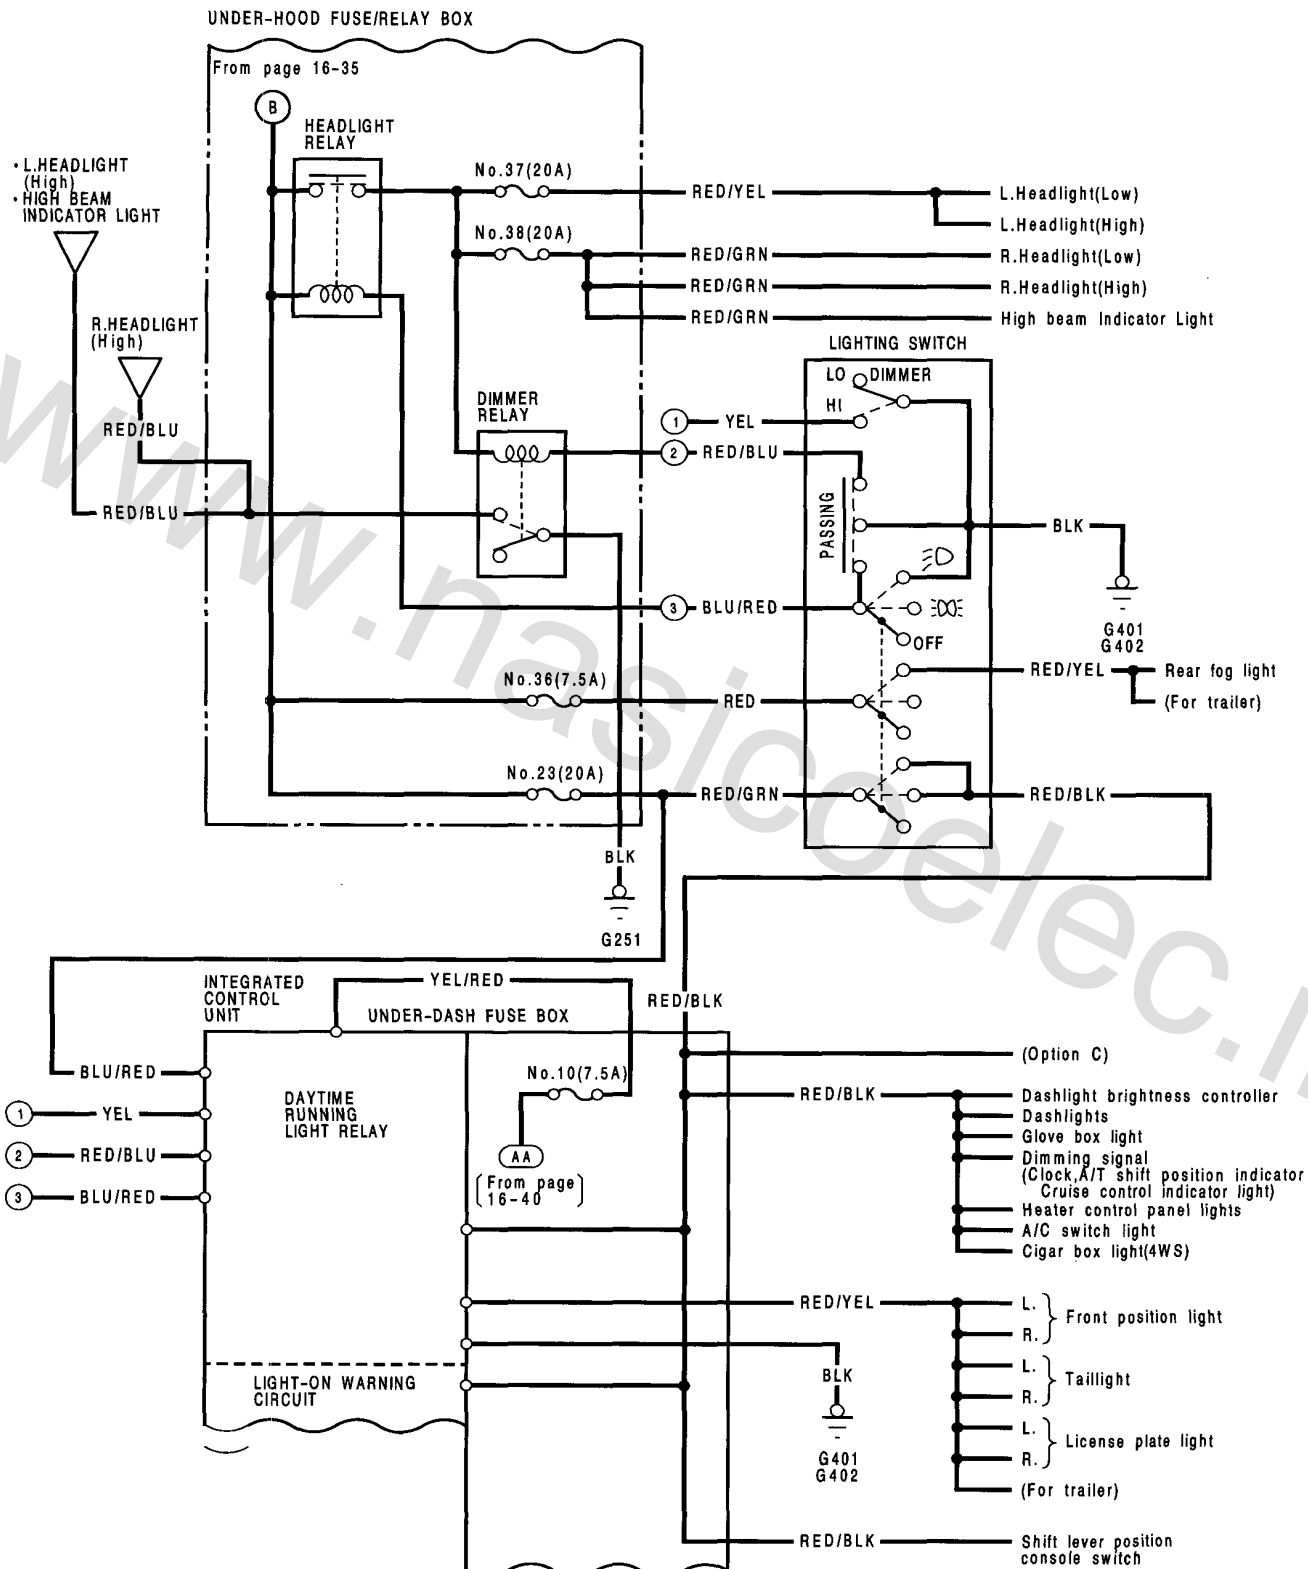 UNDER-HOOD FUSE/RELAY BOX
From page 16-35
B
HEADLIGHT
RELAY
• L.HEADLIGHT
(High)
• HIGH BEAM
INDICATOR LIGHT
No.37(20A)
RED/YEL
L.Headlight(Low)
L.Headlight(High)
No.38(20A)
RED/GRN
R.Headlight(Low)
RED/GRN
R.Headlight(High)
RED/GRN
High beam Indicator Light
R.HEADLIGHT
(High)
LIGHTING SWITCH
LO
DIMMER
HI
DIMMER
RELAY
1
YEL
2
RED/BLU
RED/BLU
RED/BLU
PASSING
BLK
G401
G402
3
BLU/RED
OFF
No.36(7.5A)
RED
RED/YEL
Rear fog light
(For trailer)
No.23(20A)
RED/GRN
RED/BLK
BLK
G251
INTEGRATED
CONTROL
UNIT
YEL/RED
UNDER-DASH FUSE BOX
RED/BLK
(Option C)
BLU/RED
No.10(7.5A)
DAYTIME
RUNNING
LIGHT RELAY
RED/BLK
Dashlight brightness controller
Dashlights
Glove box light
Dimming signal
(Clock,A/T shift position indicator
Cruise control indicator light)
Heater control panel lights
A/C switch light
Cigar box light(4WS)
1
YEL
2
RED/BLU
3
BLU/RED
AA
From page
16-40
RED/YEL
L.
R.
Front position light
L.
R.
Taillight
L.
R.
License plate light
(For trailer)
LIGHT-ON WARNING
CIRCUIT
BLK
G401
G402
RED/BLK
Shift lever position
console switch
www.nasicoelec.